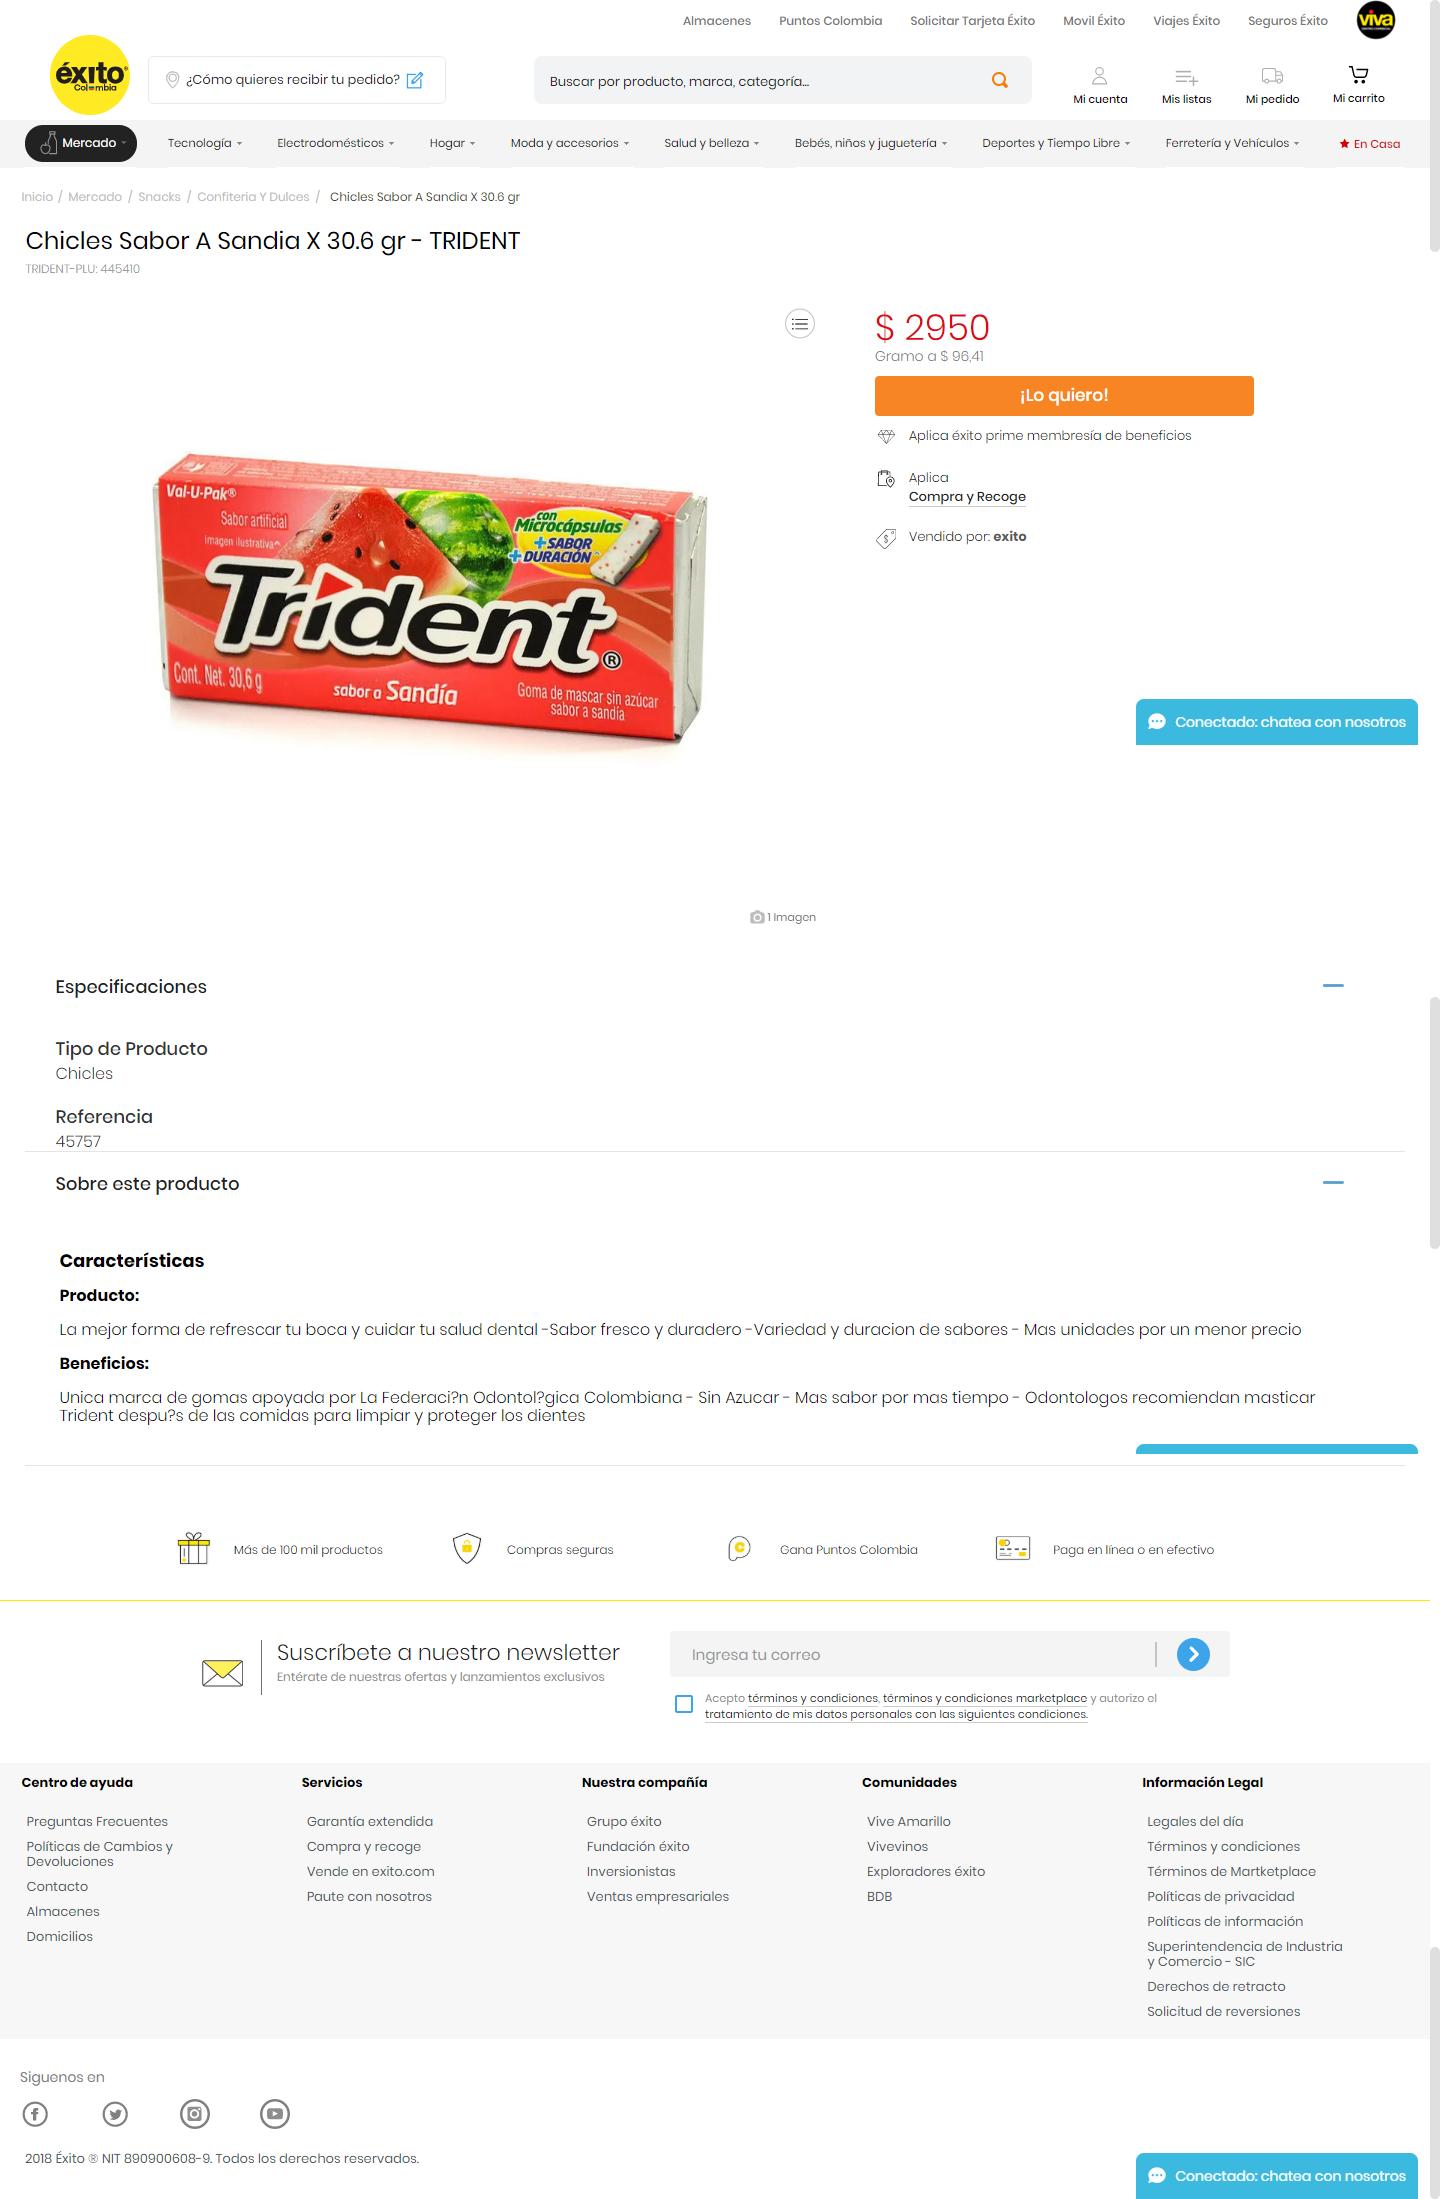 Almacenes Puntos Colombia Solicitar Tarjeta Éxito Movil Éxito Viajes Éxito Seguros Éxito viva
éxito
Colombia
¿Cómo quieres recibir tu pedido?
Buscar por producto, marca, categoría...
Mi cuenta Mis listas Mi pedido Mi carrito
Mercado Tecnología Electrodomésticos Hogar Moda y accesorios Salud y belleza Bebés, niños y juguetería Deportes y Tiempo Libre Ferretería y Vehículos En Casa
Inicio / Mercado / Snacks / Confiteria Y Dulces / Chicles Sabor A Sandia X 30.6 gr
Chicles Sabor A Sandia X 30.6 gr - TRIDENT
TRIDENT-PLU: 445410
Val-U-Pak®
Sabor artificial
imagen ilustrativa
con
Microcápsulas
+SABOR
+DURACIÓN
Trident®
Cont. Net. 30,6 g
sabor a Sandía
Goma de mascar sin azúcar
sabor a sandía
$ 2950
Gramo a $ 96,41
¡Lo quiero!
Aplica éxito prime membresía de beneficios
Aplica
Compra y Recoge
Vendido por: exito
Conectado: chatea con nosotros
1 Imagen
Especificaciones
Tipo de Producto
Chicles
Referencia
45757
Sobre este producto
Características
Producto:
La mejor forma de refrescar tu boca y cuidar tu salud dental -Sabor fresco y duradero -Variedad y duracion de sabores - Mas unidades por un menor precio
Beneficios:
Unica marca de gomas apoyada por La Federaci?n Odontol?gica Colombiana - Sin Azucar - Mas sabor por mas tiempo - Odontologos recomiendan masticar
Trident despu?s de las comidas para limpiar y proteger los dientes
Más de 100 mil productos Compras seguras Gana Puntos Colombia Paga en línea o en efectivo
Suscríbete a nuestro newsletter
Entérate de nuestras ofertas y lanzamientos exclusivos
Ingresa tu correo
Acepto términos y condiciones, términos y condiciones marketplace y autorizo el
tratamiento de mis datos personales con las siguientes condiciones.
Centro de ayuda
Preguntas Frecuentes
Políticas de Cambios y
Devoluciones
Contacto
Almacenes
Domicilios
Servicios
Garantía extendida
Compra y recoge
Vende en exito.com
Paute con nosotros
Nuestra compañía
Grupo éxito
Fundación éxito
Inversionistas
Ventas empresariales
Comunidades
Vive Amarillo
Vivevinos
Exploradores éxito
BDB
Información Legal
Legales del día
Términos y condiciones
Términos de Martketplace
Políticas de privacidad
Políticas de información
Superintendencia de Industria
y Comercio - SIC
Derechos de retracto
Solicitud de reversiones
Siguenos en
2018 Éxito ® NIT 890900608-9. Todos los derechos reservados.
Conectado: chatea con nosotros